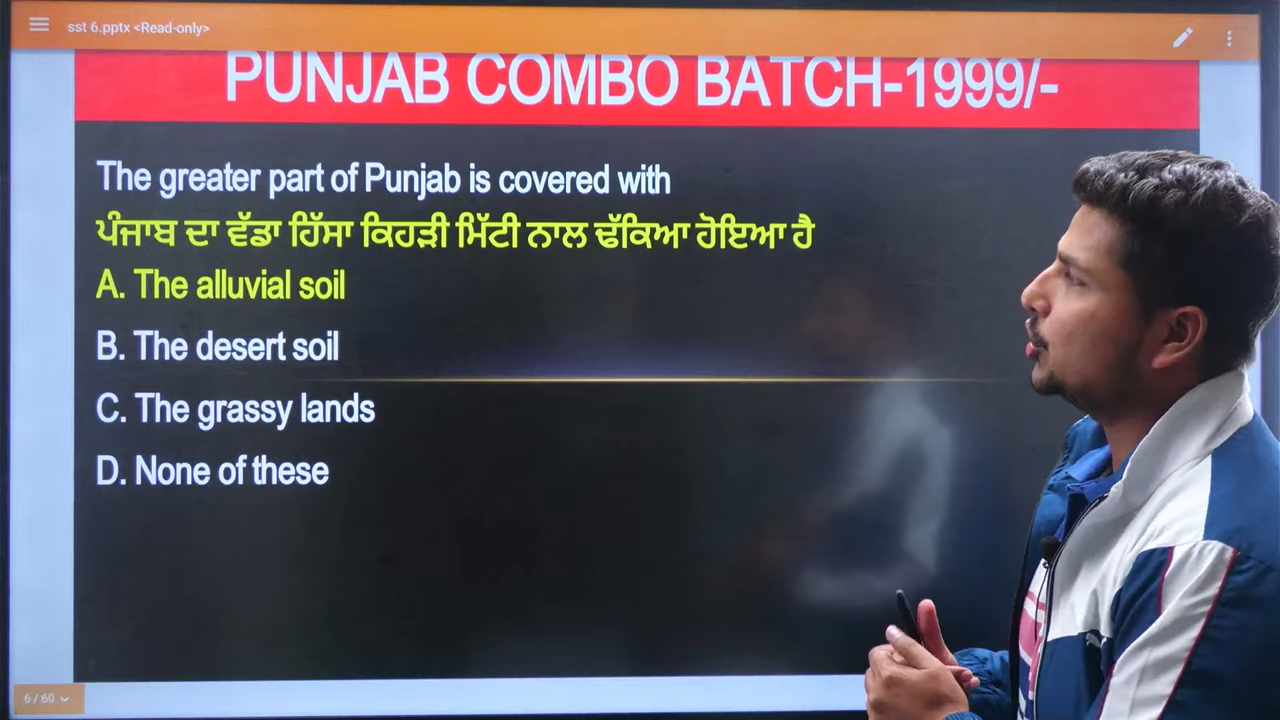 sst 6.pptx <Read-only>
PUNJAB COMBO BATCH-1999/-
The greater part of Punjab is covered with
ਪੰਜਾਬ ਦਾ ਵੱਡਾ ਹਿੱਸਾ ਕਿਹੜੀ ਮਿੱਟੀ ਨਾਲ ਢੱਕਿਆ ਹੋਇਆ ਹੈ
A. The alluvial soil
B. The desert soil
C. The grassy lands
D. None of these
6 / 60